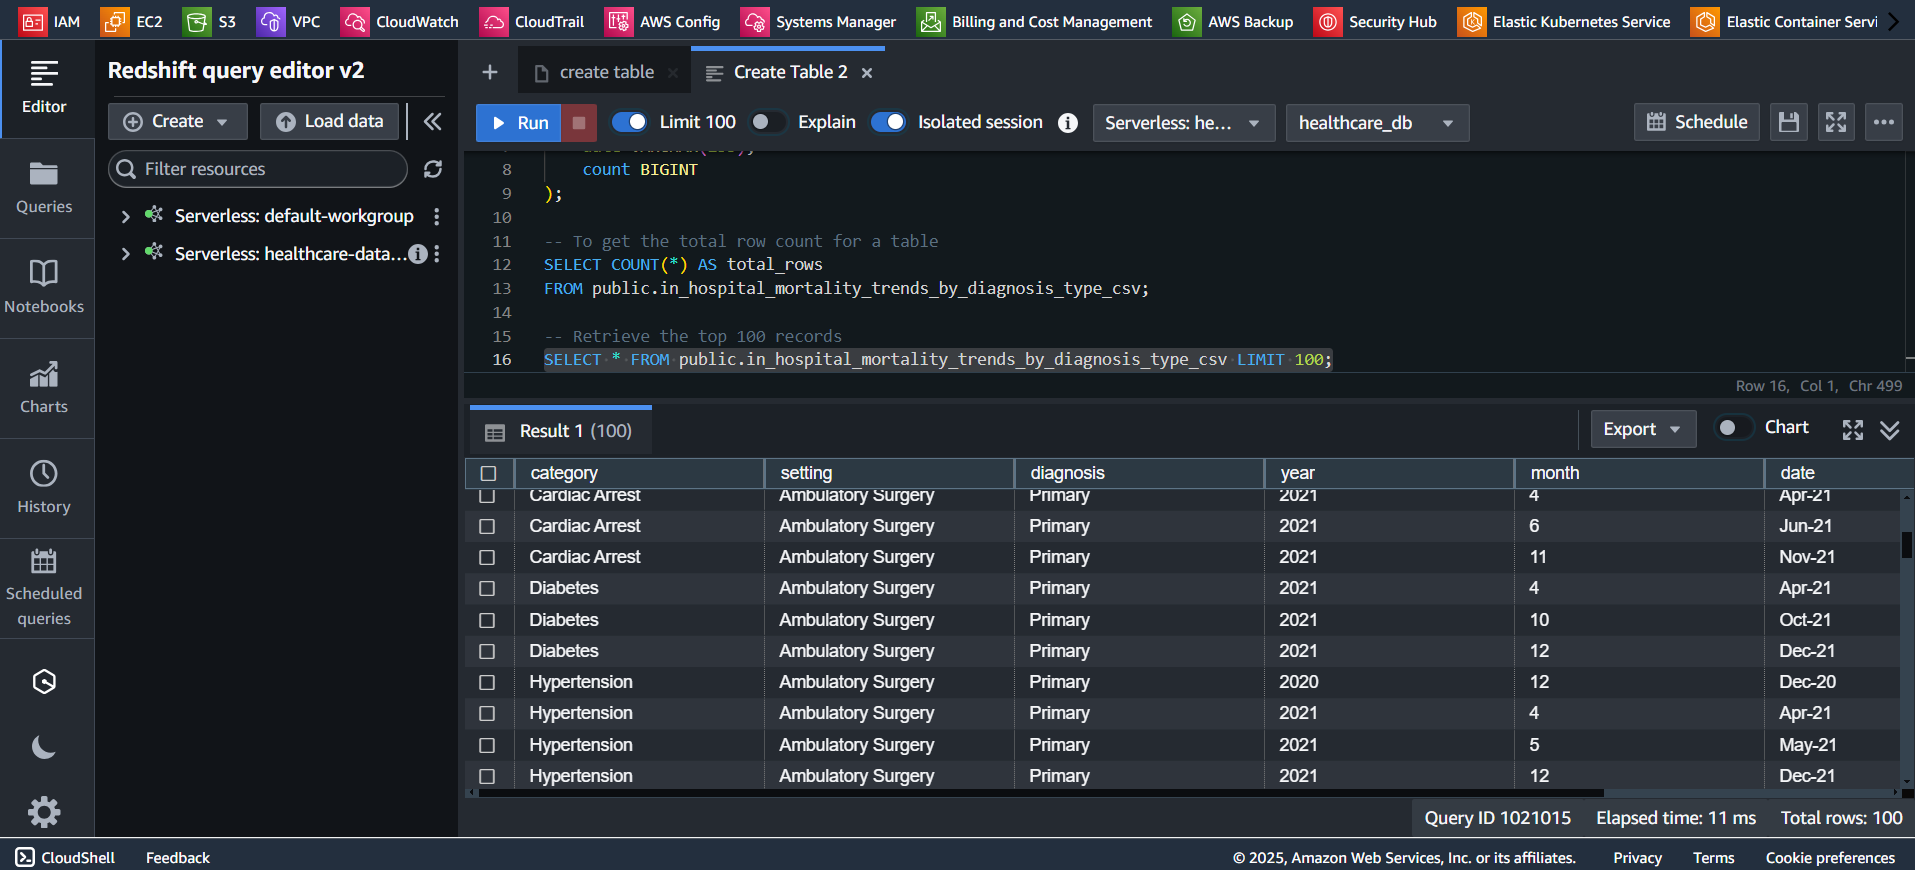 IAM EC2 S3 VPC CloudWatch CloudTrail AWS Config Systems Manager Billing and Cost Management AWS Backup Security Hub Elastic Kubernetes Service Elastic Container Servi
Editor
Queries
Notebooks
Charts
History
Scheduled
queries
Redshift query editor v2
Create Load data
Filter resources
Serverless: default-workgroup
Serverless: healthcare-data...
create table Create Table 2
Run Limit 100 Explain Isolated session Serverless: he... healthcare_db Schedule
8 count BIGINT
9 );
10
11 -- To get the total row count for a table
12 SELECT COUNT(*) AS total_rows
13 FROM public.in_hospital_mortality_trends_by_diagnosis_type_csv;
14
15 -- Retrieve the top 100 records
16 SELECT * FROM public.in_hospital_mortality_trends_by_diagnosis_type_csv LIMIT 100;
Row 16, Col 1, Chr 499
Result 1 (100) Export Chart
category setting diagnosis year month date
Cardiac Arrest Ambulatory Surgery Primary 2021 4 Apr-21
Cardiac Arrest Ambulatory Surgery Primary 2021 6 Jun-21
Cardiac Arrest Ambulatory Surgery Primary 2021 11 Nov-21
Diabetes Ambulatory Surgery Primary 2021 4 Apr-21
Diabetes Ambulatory Surgery Primary 2021 10 Oct-21
Diabetes Ambulatory Surgery Primary 2021 12 Dec-21
Hypertension Ambulatory Surgery Primary 2020 12 Dec-20
Hypertension Ambulatory Surgery Primary 2021 4 Apr-21
Hypertension Ambulatory Surgery Primary 2021 5 May-21
Hypertension Ambulatory Surgery Primary 2021 12 Dec-21
Query ID 1021015 Elapsed time: 11 ms Total rows: 100
CloudShell Feedback © 2025, Amazon Web Services, Inc. or its affiliates. Privacy Terms Cookie preferences